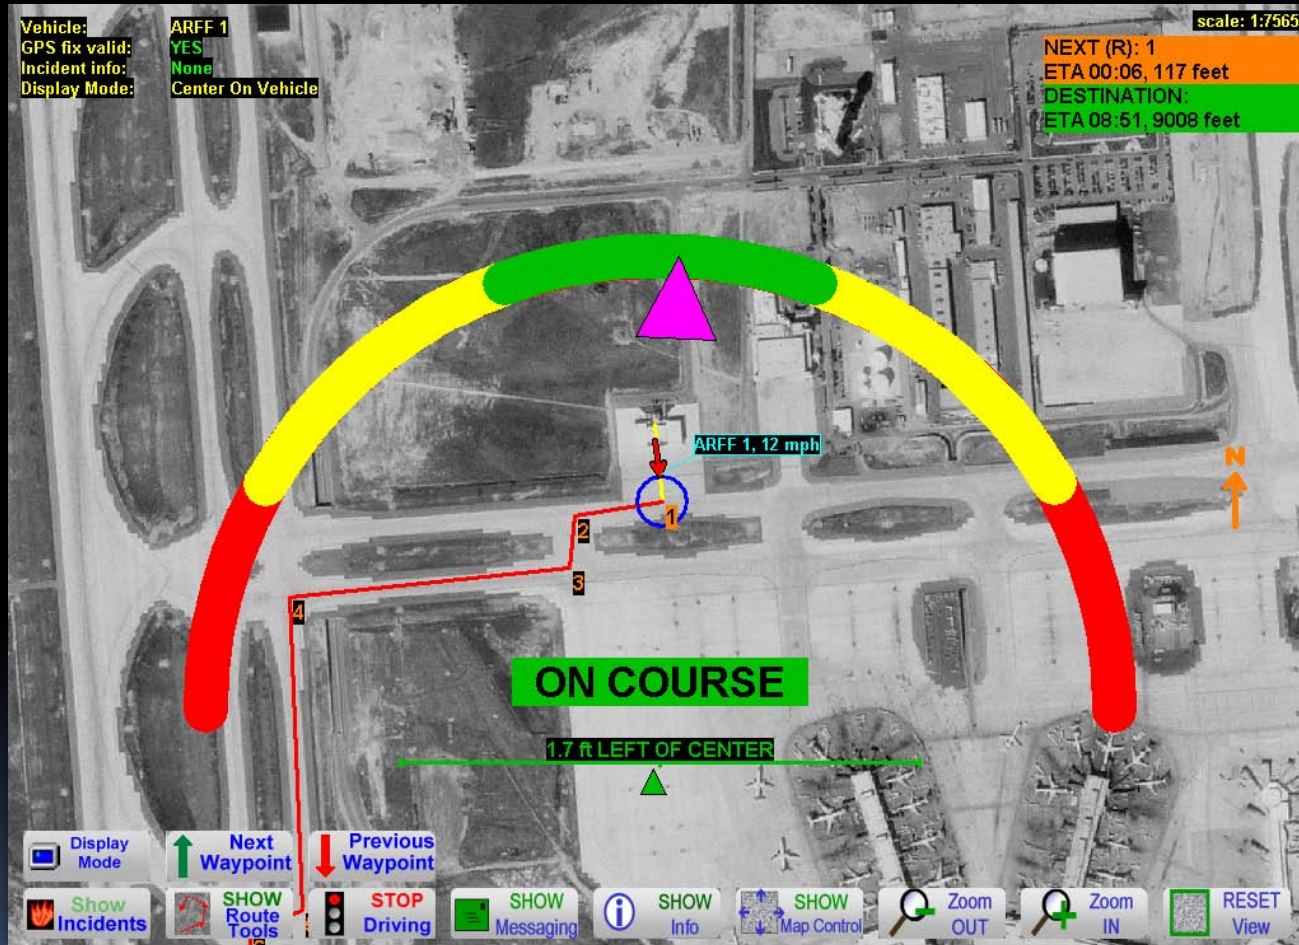 Vehicle: ARFF 1
GPS fix valid: YES
Incident info: None
Display Mode: Center On Vehicle
scale: 1:7565
NEXT (R): 1
ETA 00:06, 117 feet
DESTINATION:
ETA 08:51, 9008 feet
ARFF 1, 12 mph
N
1
2
3
4
ON COURSE
1.7 ft LEFT OF CENTER
Display
Mode
Next
Waypoint
Previous
Waypoint
Show
Incidents
SHOW
Route
Tools
STOP
Driving
SHOW
Messaging
SHOW
Info
SHOW
Map Control
Zoom
OUT
Zoom
IN
RESET
View